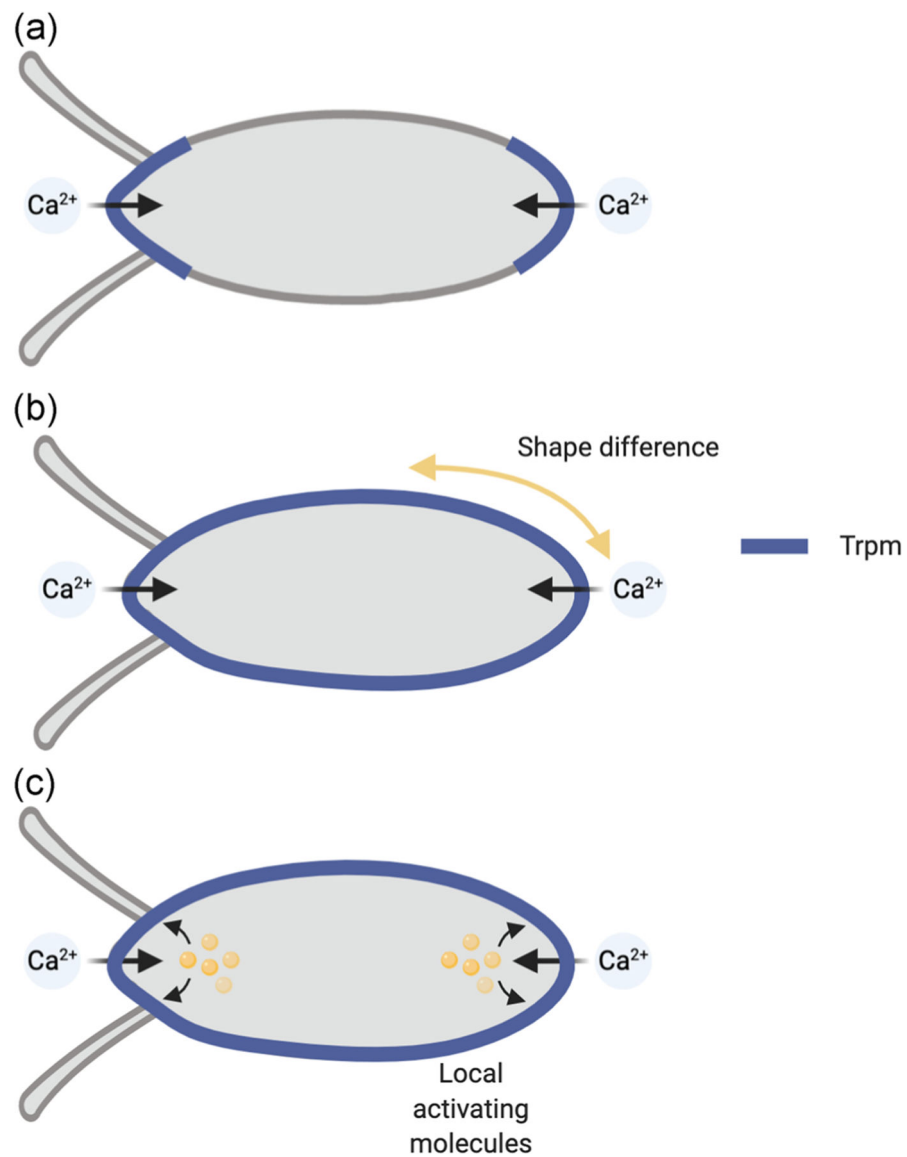 (a)
Ca²⁺
Ca²⁺
(b)
Shape difference
Ca²⁺
Ca²⁺
Trpm
(c)
Ca²⁺
Ca²⁺
Local
activating
molecules